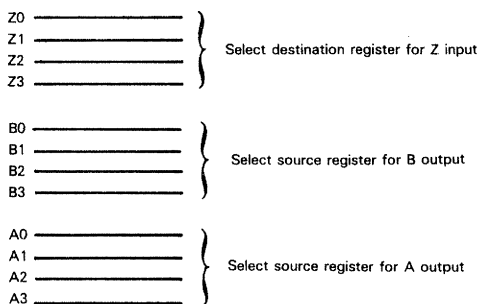 Z0
Z1
Z2
Z3
Select destination register for Z input
B0
B1
B2
B3
Select source register for B output
A0
A1
A2
A3
Select source register for A output